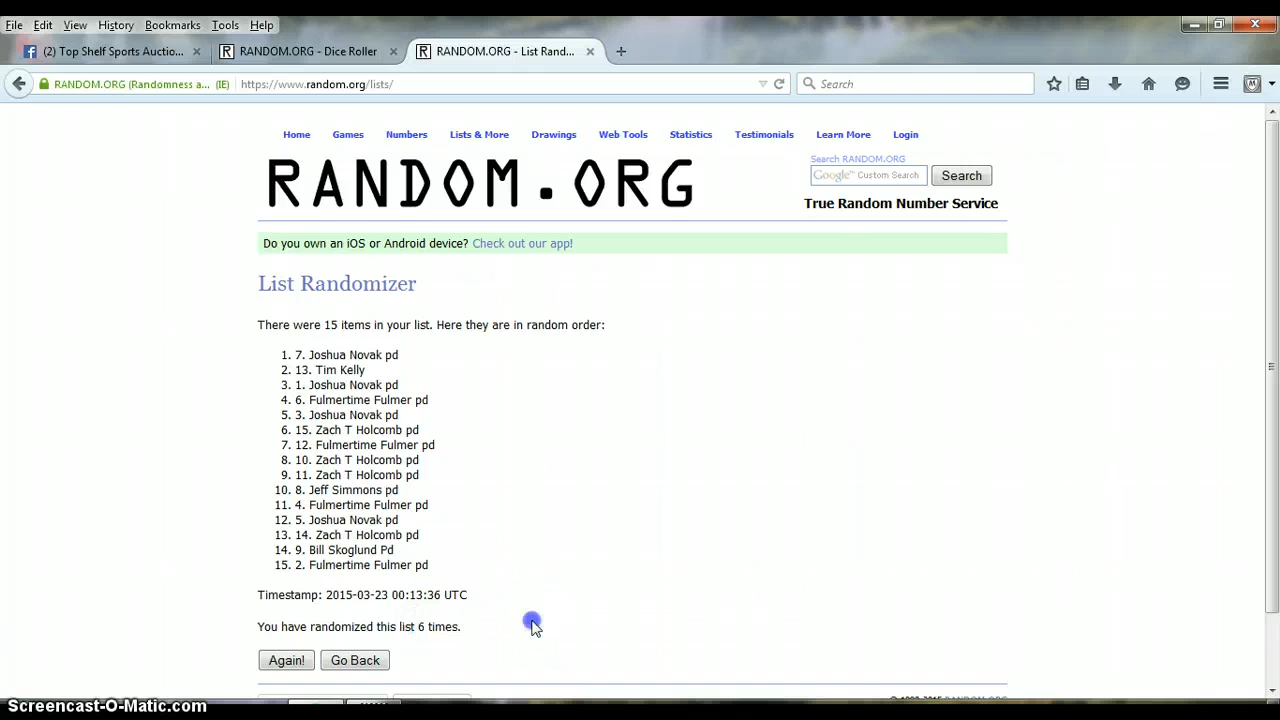 File Edit View History Bookmarks Tools Help
(2) Top Shelf Sports Auctio... × RANDOM.ORG - Dice Roller × RANDOM.ORG - List Rand... × +
RANDOM.ORG (Randomness a... (IE) https://www.random.org/lists/ Search
Home Games Numbers Lists & More Drawings Web Tools Statistics Testimonials Learn More Login
RANDOM.ORG
Search RANDOM.ORG
Google™ Custom Search Search
True Random Number Service
Do you own an iOS or Android device? Check out our app!
List Randomizer
There were 15 items in your list. Here they are in random order:
1. 7. Joshua Novak pd
2. 13. Tim Kelly
3. 1. Joshua Novak pd
4. 6. Fulmertime Fulmer pd
5. 3. Joshua Novak pd
6. 15. Zach T Holcomb pd
7. 12. Fulmertime Fulmer pd
8. 10. Zach T Holcomb pd
9. 11. Zach T Holcomb pd
10. 8. Jeff Simmons pd
11. 4. Fulmertime Fulmer pd
12. 5. Joshua Novak pd
13. 14. Zach T Holcomb pd
14. 9. Bill Skoglund Pd
15. 2. Fulmertime Fulmer pd
Timestamp: 2015-03-23 00:13:36 UTC
You have randomized this list 6 times.
Again! Go Back
RANDOM.ORG
Screencast-O-Matic.com